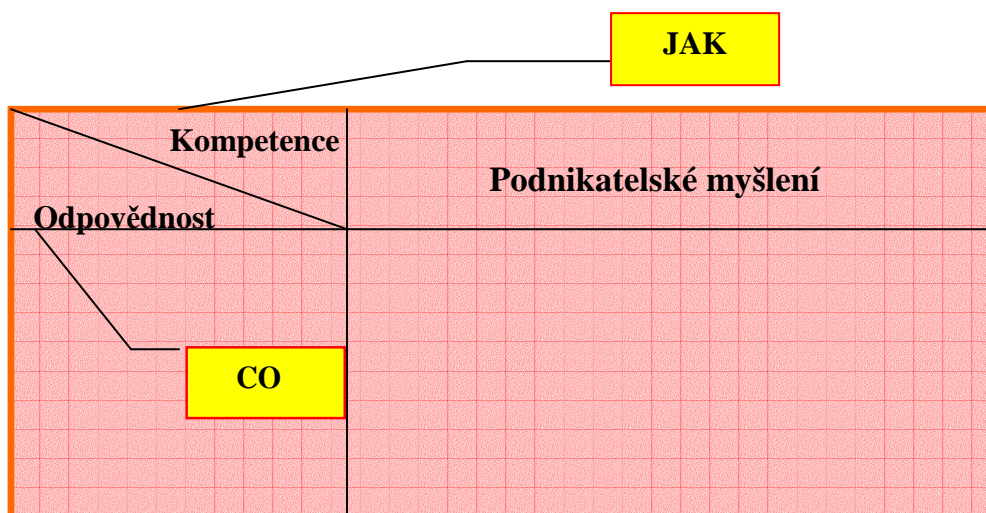 JAK
Kompetence
Podnikatelské myšlení
Odpovědnost
CO